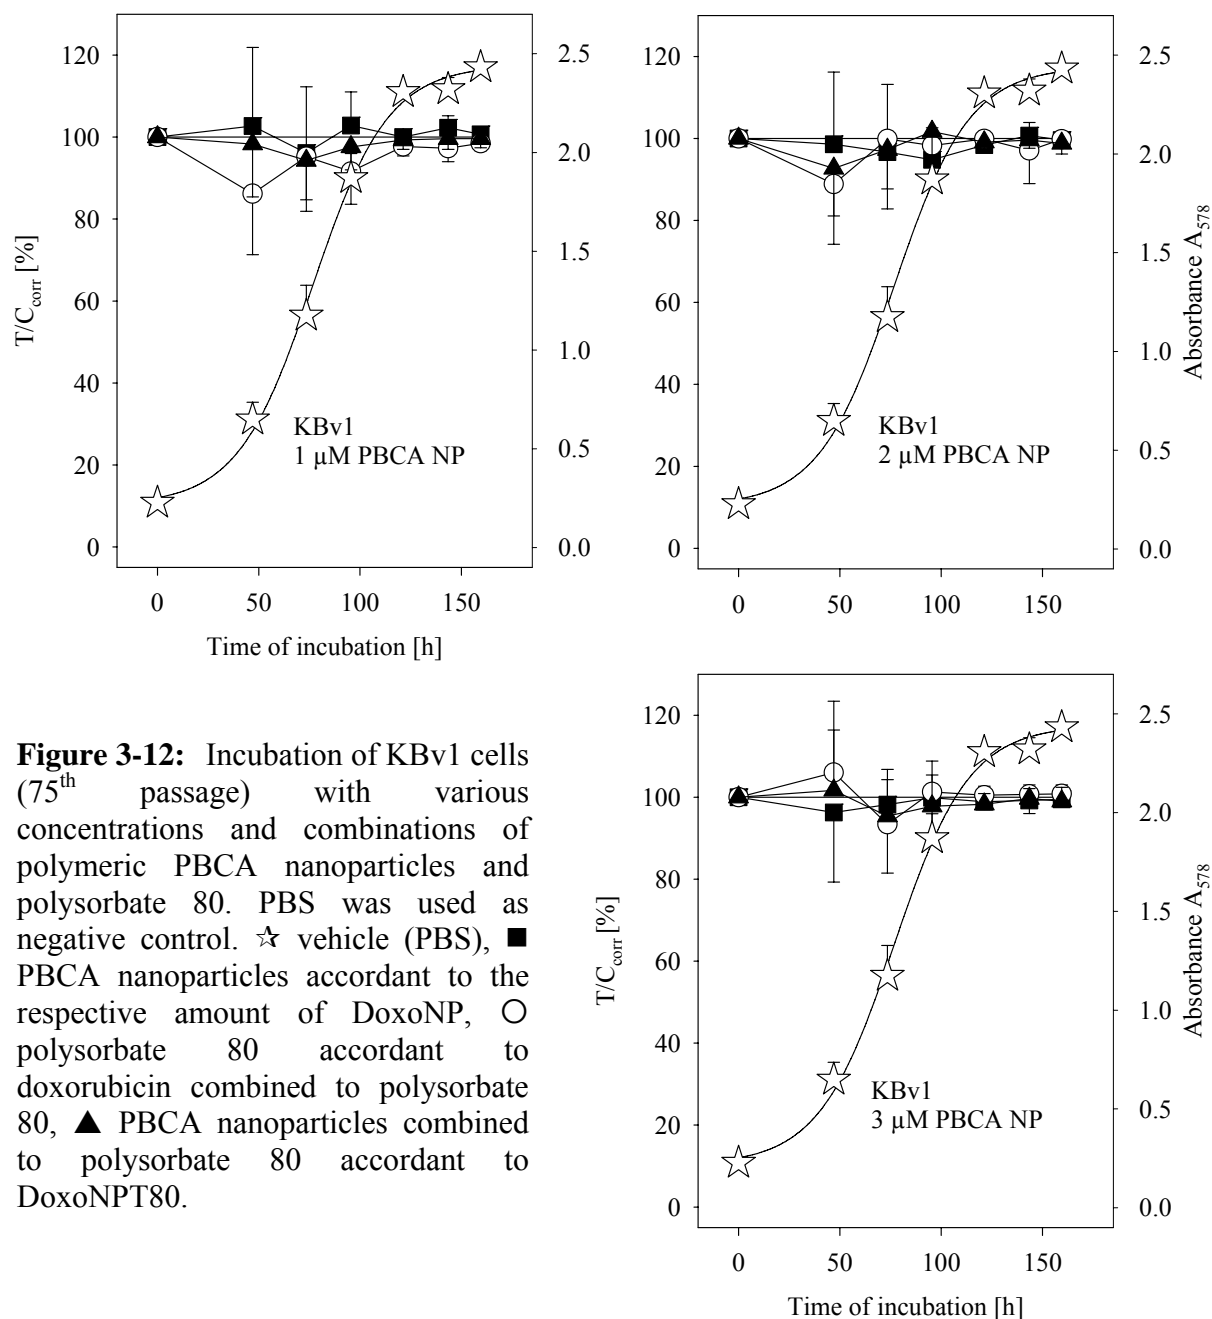 120
100
80
60
40
20
0
T/C_corr [%]
2.5
2.0
1.5
1.0
0.5
0.0
KBv1
1 µM PBCA NP
0 50 100 150
Time of incubation [h]
120
100
80
60
40
20
0
2.5
2.0
1.5
1.0
0.5
0.0
Absorbance A_578
KBv1
2 µM PBCA NP
0 50 100 150
Figure 3-12: Incubation of KBv1 cells
(75th passage) with various
concentrations and combinations of
polymeric PBCA nanoparticles and
polysorbate 80. PBS was used as
negative control. ☆ vehicle (PBS), ■
PBCA nanoparticles accordant to the
respective amount of DoxoNP, ○
polysorbate 80 accordant to
doxorubicin combined to polysorbate
80, ▲ PBCA nanoparticles combined
to polysorbate 80 accordant to
DoxoNPT80.
120
100
80
60
40
20
0
T/C_corr [%]
2.5
2.0
1.5
1.0
0.5
0.0
Absorbance A_578
KBv1
3 µM PBCA NP
0 50 100 150
Time of incubation [h]